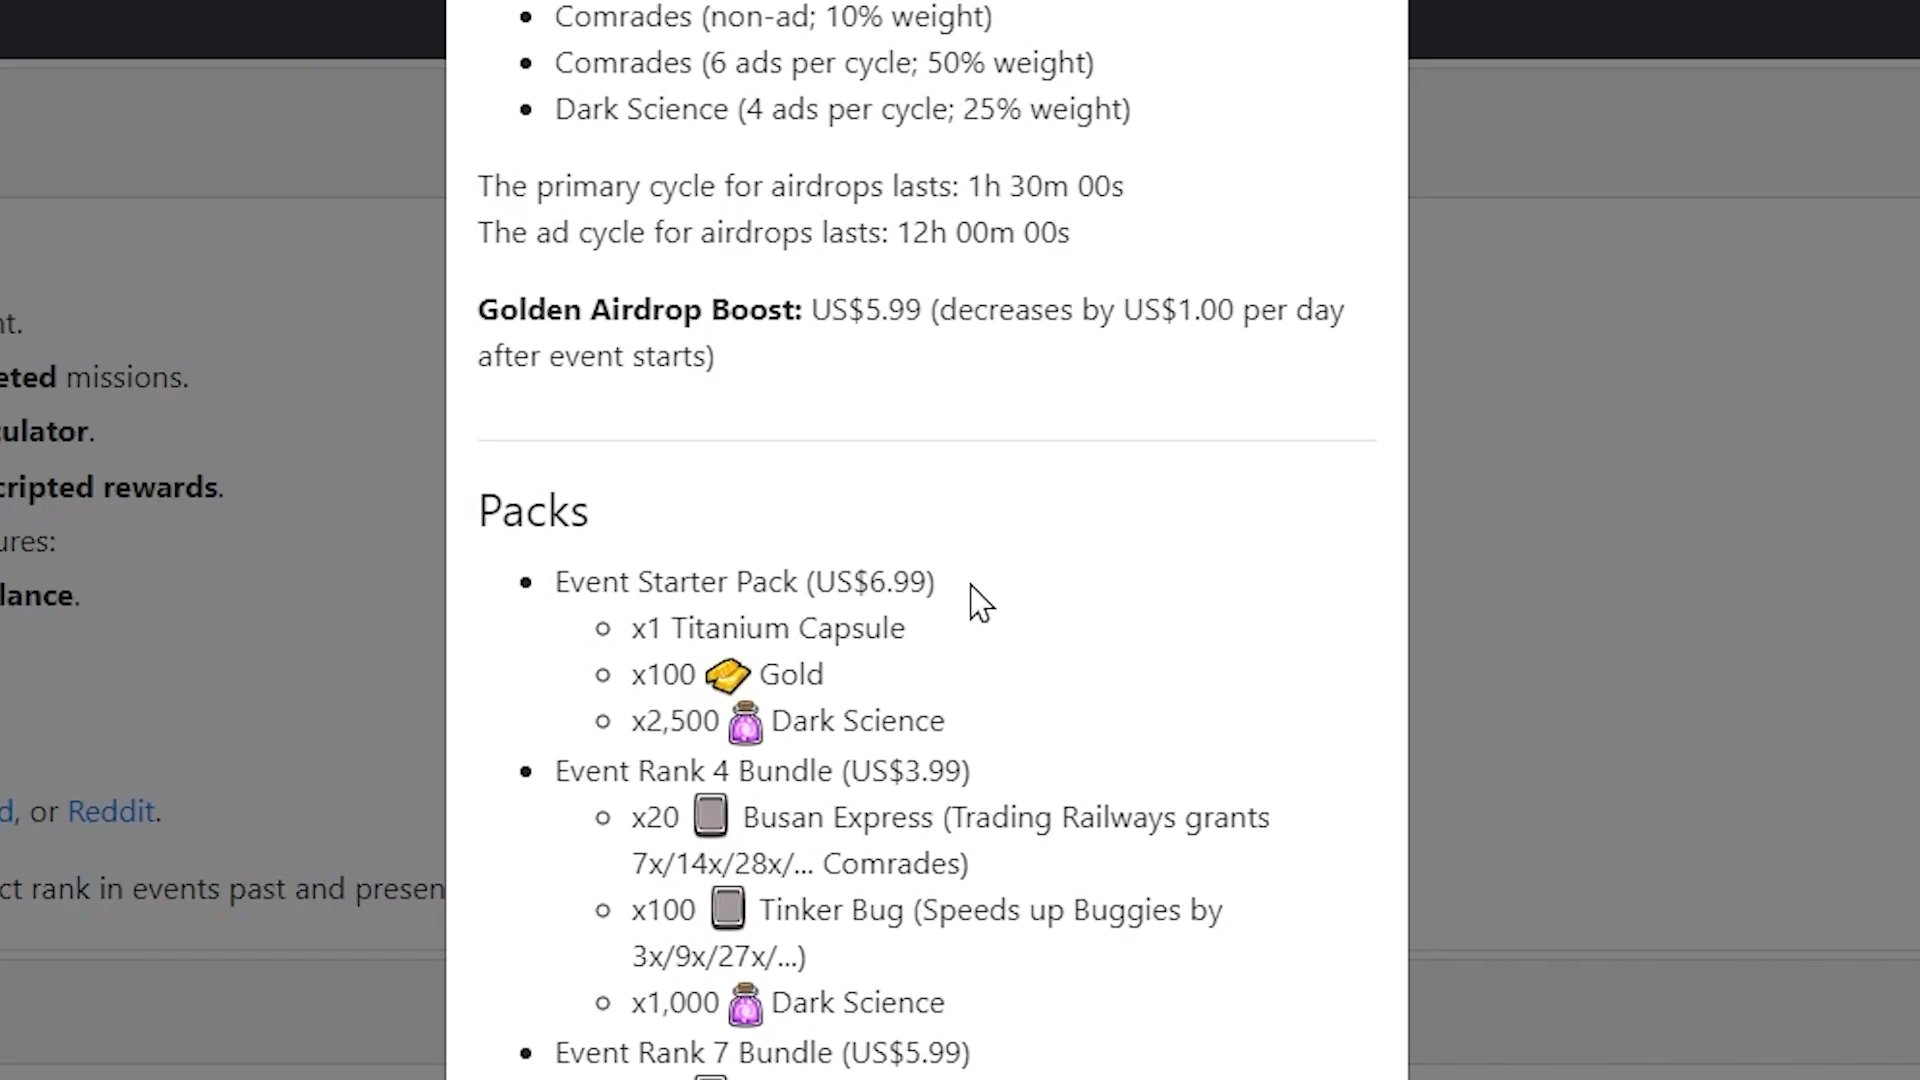 Comrades (non-ad; 10% weight)
Comrades (6 ads per cycle; 50% weight)
Dark Science (4 ads per cycle; 25% weight)
The primary cycle for airdrops lasts: 1h 30m 00s
The ad cycle for airdrops lasts: 12h 00m 00s
Golden Airdrop Boost: US$5.99 (decreases by US$1.00 per day
after event starts)
Packs
Event Starter Pack (US$6.99)
x1 Titanium Capsule
x100 Gold
x2,500 Dark Science
Event Rank 4 Bundle (US$3.99)
x20 Busan Express (Trading Railways grants
7x/14x/28x/... Comrades)
x100 Tinker Bug (Speeds up Buggies by
3x/9x/27x/...)
x1,000 Dark Science
Event Rank 7 Bundle (US$5.99)
nt.
eted missions.
culator.
cripted rewards.
ures:
lance.
d, or Reddit.
ct rank in events past and presen